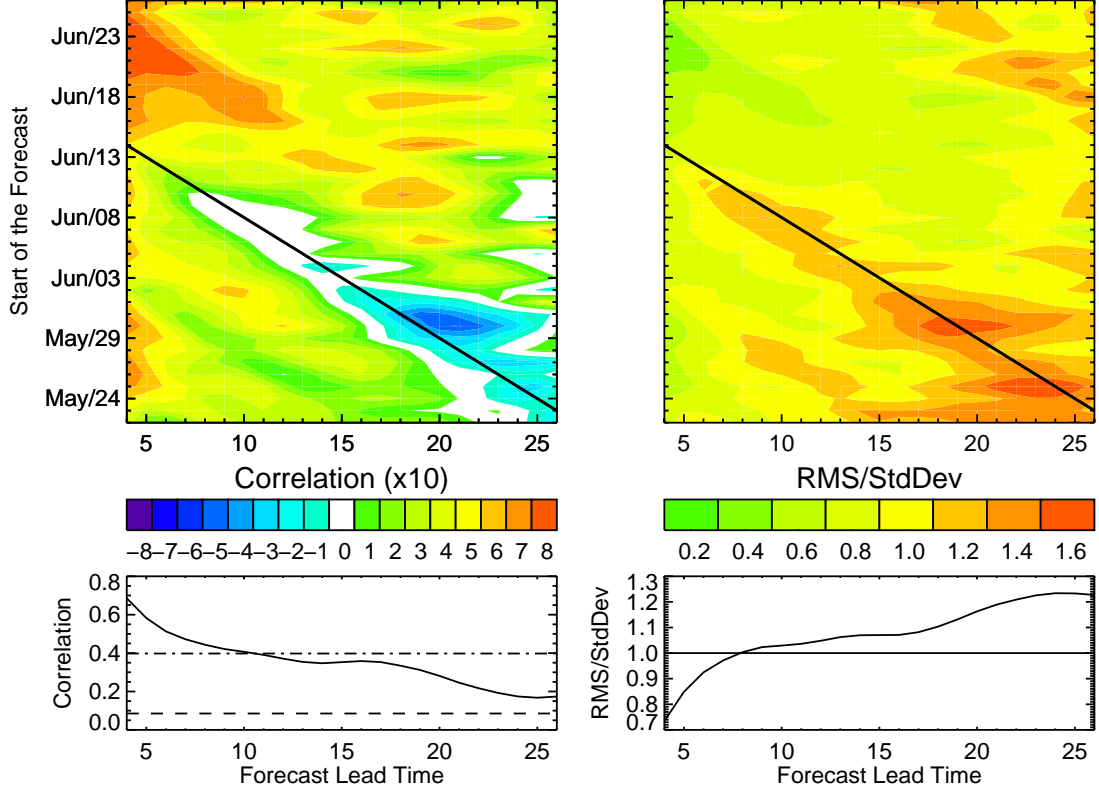 Start of the Forecast
Jun/23
Jun/18
Jun/13
Jun/08
Jun/03
May/29
May/24
5 10 15 20 25
Correlation (x10)
−8−7−6−5−4−3−2−1 0 1 2 3 4 5 6 7 8
5 10 15 20 25
RMS/StdDev
0.2 0.4 0.6 0.8 1.0 1.2 1.4 1.6
Correlation
0.8
0.6
0.4
0.2
0.0
5 10 15 20 25
Forecast Lead Time
RMS/StdDev
1.3
1.2
1.1
1.0
0.9
0.8
0.7
5 10 15 20 25
Forecast Lead Time